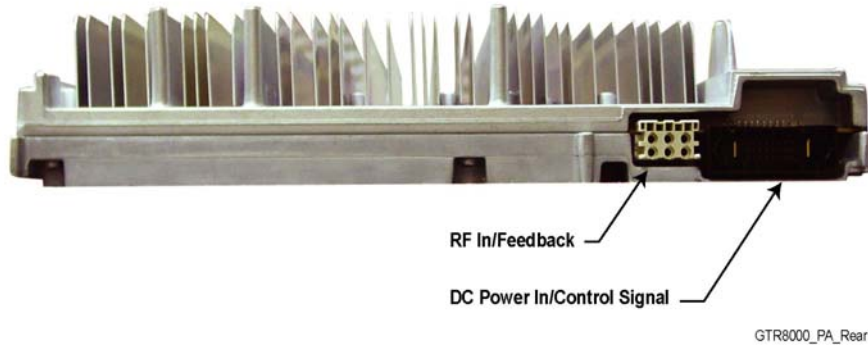 RF In/Feedback
DC Power In/Control Signal
GTR8000_PA_Rear